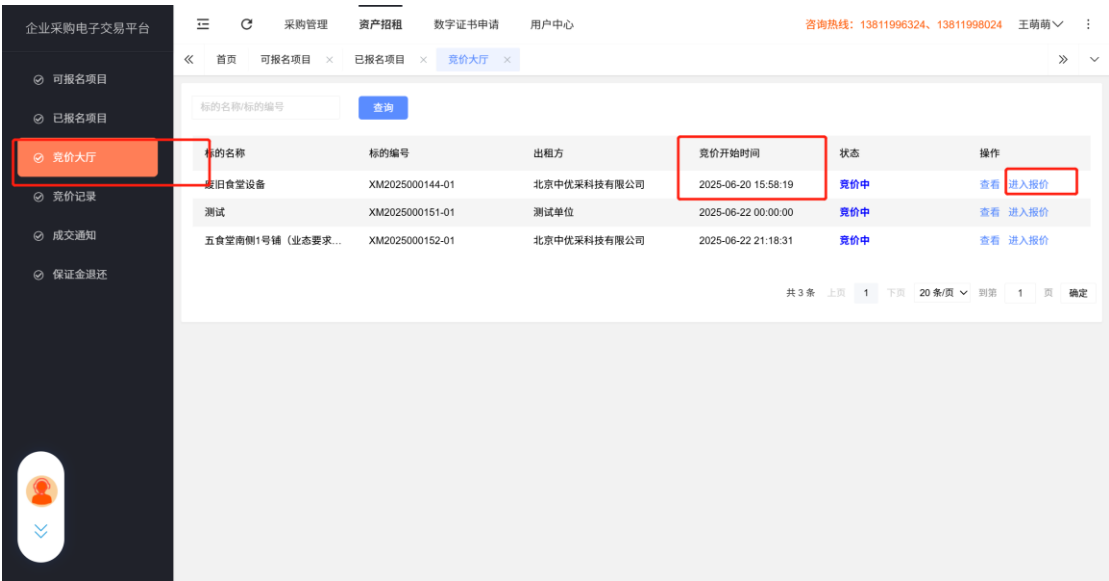 企业采购电子交易平台 采购管理 资产招租 数字证书申请 用户中心 咨询热线：13811996324、13811998024 王萌萌
首页 可报名项目 × 已报名项目 × 竞价大厅 ×
可报名项目
已报名项目
竞价大厅
竞价记录
成交通知
保证金退还
标的名称/标的编号 查询
标的名称 标的编号 出租方 竞价开始时间 状态 操作
废旧食堂设备 XM2025000144-01 北京中优采科技有限公司 2025-06-20 15:58:19 竞价中 查看 进入报价
测试 XM2025000151-01 测试单位 2025-06-22 00:00:00 竞价中 查看 进入报价
五食堂南侧1号铺（业态要求... XM2025000152-01 北京中优采科技有限公司 2025-06-22 21:18:31 竞价中 查看 进入报价
共 3 条 上页 1 下页 20 条/页 到第 1 页 确定